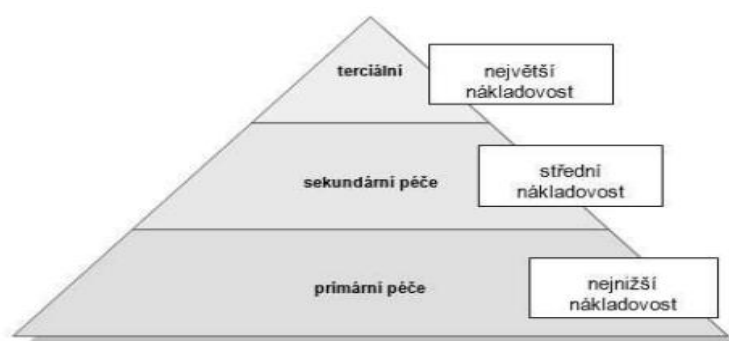 terciální
největší
nákladovost
sekundární péče
střední
nákladovost
primární péče
nejnižší
nákladovost